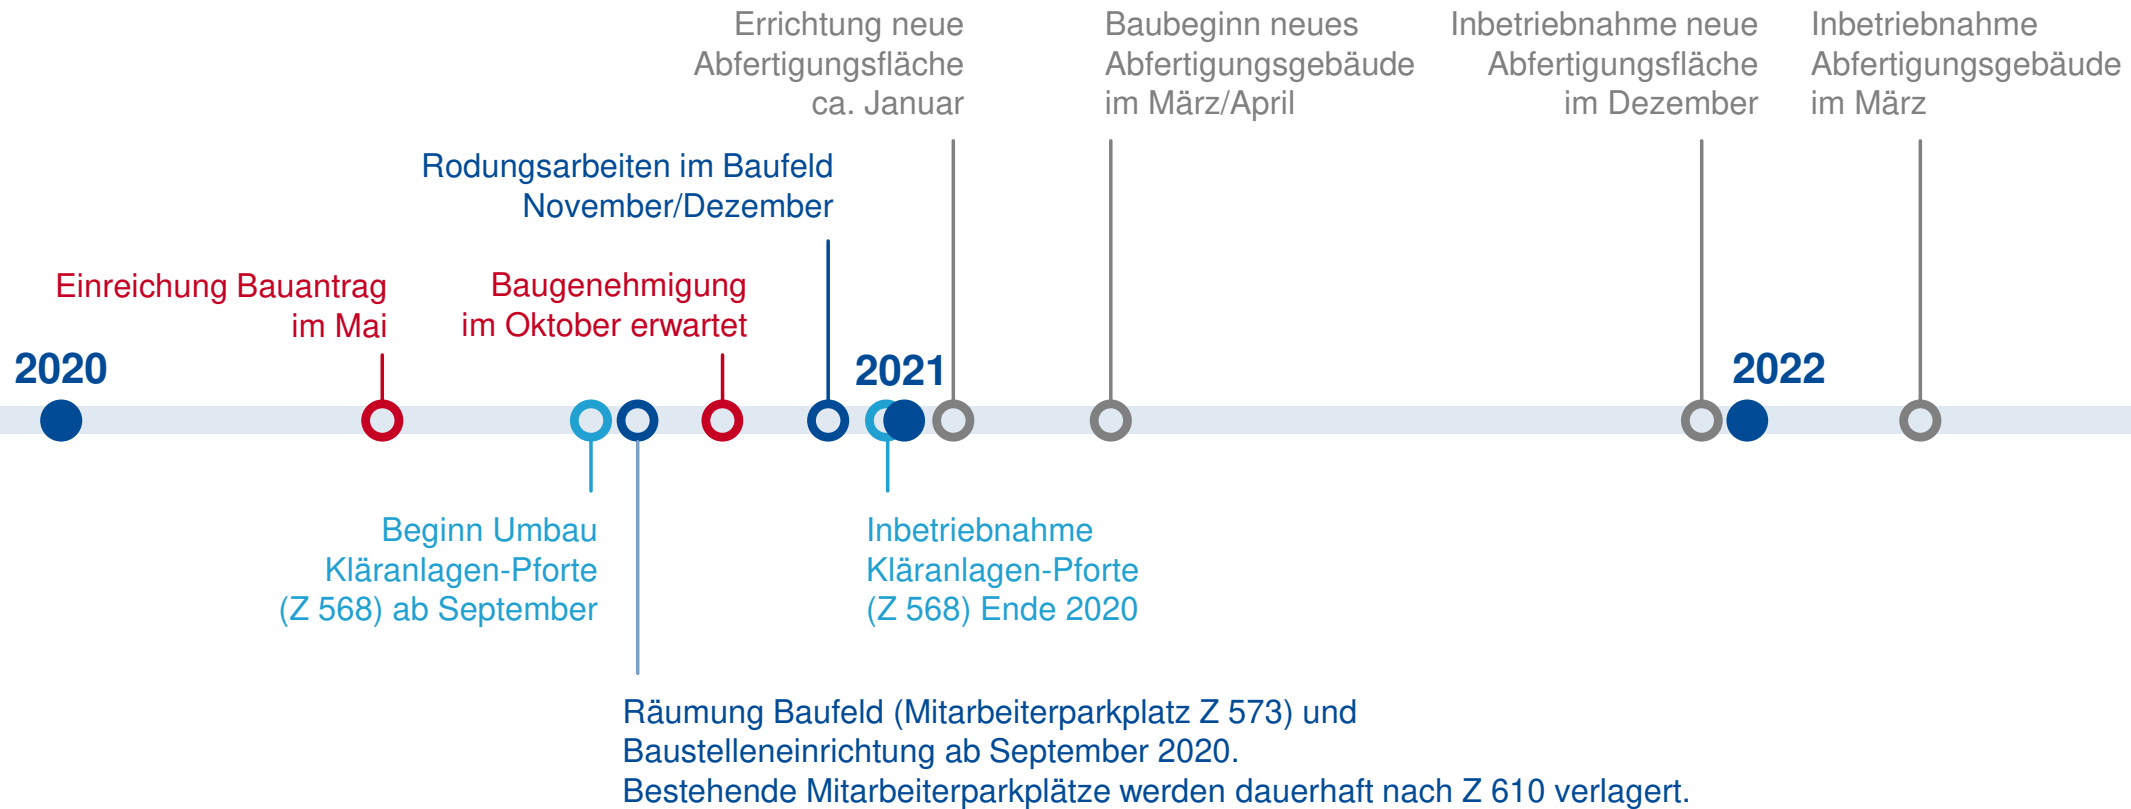 Errichtung neue
Abfertigungsfläche
ca. Januar
Baubeginn neues
Abfertigungsgebäude
im März/April
Inbetriebnahme neue
Abfertigungsfläche
im Dezember
Inbetriebnahme
Abfertigungsgebäude
im März
Rodungsarbeiten im Baufeld
November/Dezember
Einreichung Bauantrag
im Mai
Baugenehmigung
im Oktober erwartet
2020
2021
2022
Beginn Umbau
Kläranlagen-Pforte
(Z 568) ab September
Inbetriebnahme
Kläranlagen-Pforte
(Z 568) Ende 2020
Räumung Baufeld (Mitarbeiterparkplatz Z 573) und
Baustelleneinrichtung ab September 2020.
Bestehende Mitarbeiterparkplätze werden dauerhaft nach Z 610 verlagert.